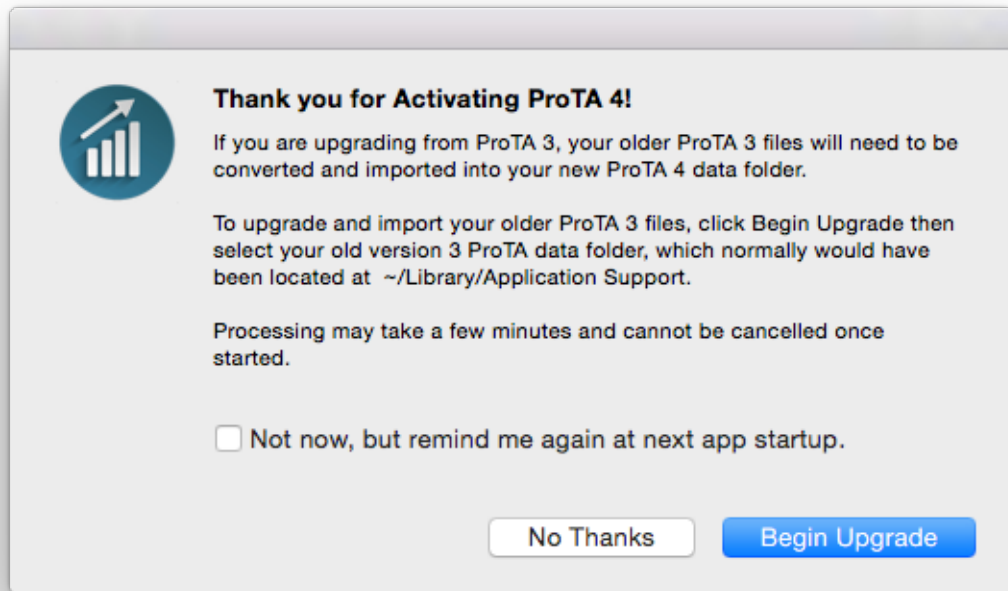 Thank you for Activating ProTA 4!
If you are upgrading from ProTA 3, your older ProTA 3 files will need to be
converted and imported into your new ProTA 4 data folder.
To upgrade and import your older ProTA 3 files, click Begin Upgrade then
select your old version 3 ProTA data folder, which normally would have
been located at  ~/Library/Application Support.
Processing may take a few minutes and cannot be cancelled once
started.
Not now, but remind me again at next app startup.
No Thanks
Begin Upgrade